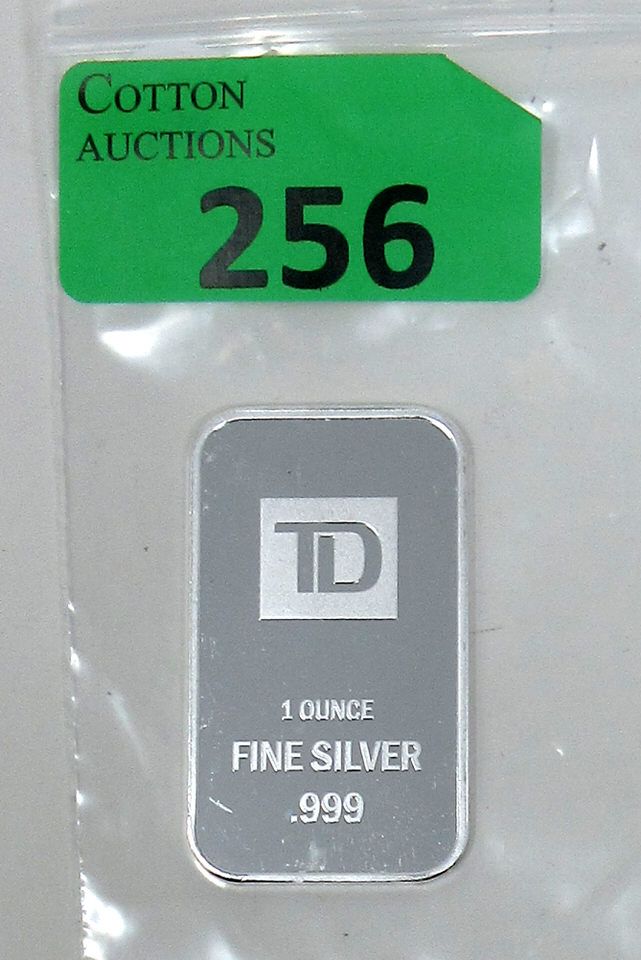 COTTON
AUCTIONS
256
TD
1 OUNCE
FINE SILVER
.999